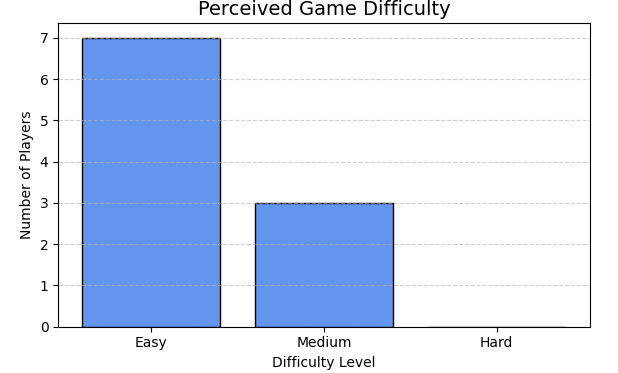 Perceived Game Difficulty
Number of Players
7
6
5
4
3
2
1
0
Easy Medium Hard
Difficulty Level